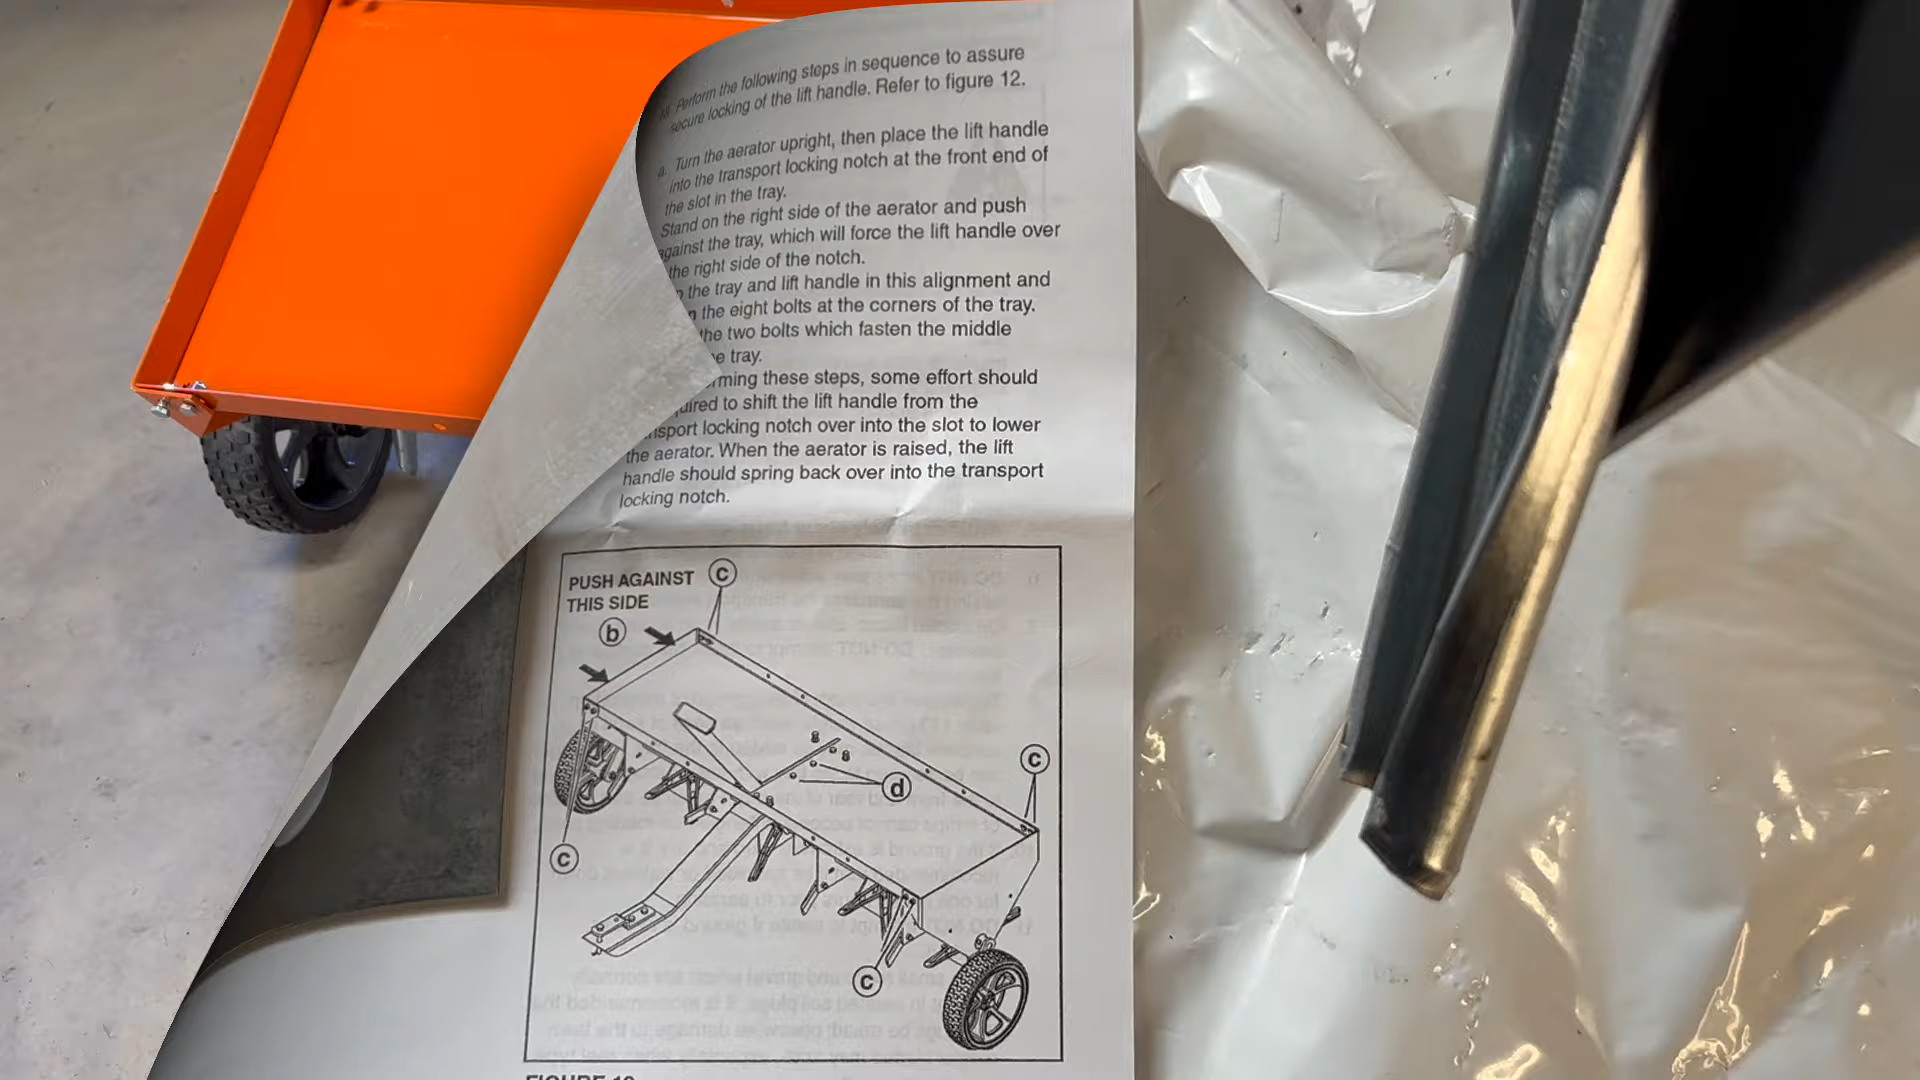 Perform the following steps in sequence to assure
secure locking of the lift handle. Refer to figure 12.
a. Turn the aerator upright, then place the lift handle
into the transport locking notch at the front end of
the slot in the tray.
Stand on the right side of the aerator and push
against the tray, which will force the lift handle over
the right side of the notch.
the tray and lift handle in this alignment and
the eight bolts at the corners of the tray.
the two bolts which fasten the middle
tray.
these steps, some effort should
to shift the lift handle from the
locking notch over into the slot to lower
the aerator. When the aerator is raised, the lift
handle should spring back over into the transport
locking notch.
PUSH AGAINST
THIS SIDE
c
b
c
d
c
c